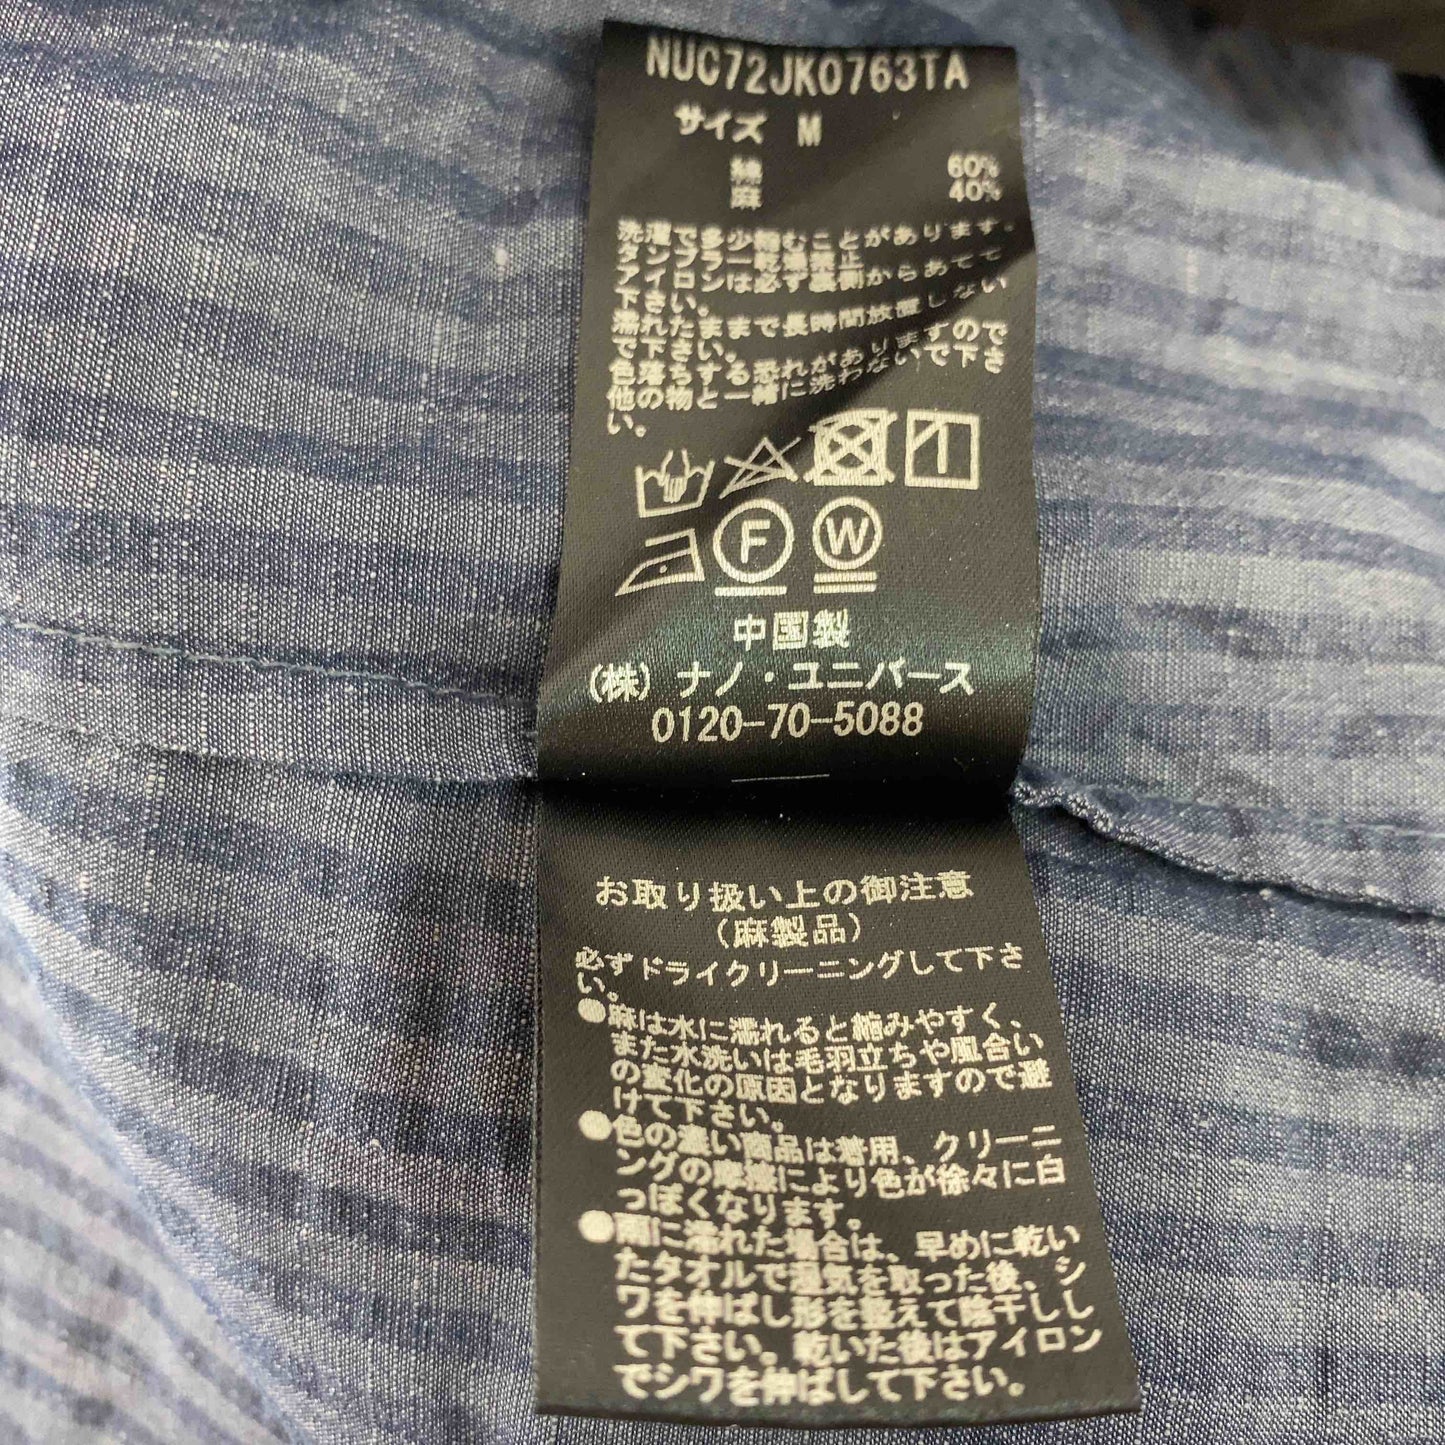 NUC72JK0763TA
サイズ M
綿 60%
麻 40%
洗濯で多少縮むことがあります。
タンブラー乾燥禁止
アイロンは必ず裏側からあてて
下さい。
濡れたままで長時間放置しない
で下さい。
色落ちする恐れがありますので
他の物と一緒に洗わないで下さ
い。
F W
中国製
(株) ナノ・ユニバース
0120-70-5088
お取り扱い上の御注意
(麻製品)
必ずドライクリーニングして下さ
い。
●麻は水に濡れると縮みやすく、
また水洗いは毛羽立ちや風合い
の変化の原因となりますので避
けて下さい。
●色の濃い商品は着用、クリーニ
ングの摩擦により色が徐々に白
っぽくなります。
●雨に濡れた場合は、早めに乾い
たタオルで湿気を取った後、シ
ワを伸ばし形を整えて陰干しし
て下さい。乾いた後はアイロン
でシワを伸ばして下さい。